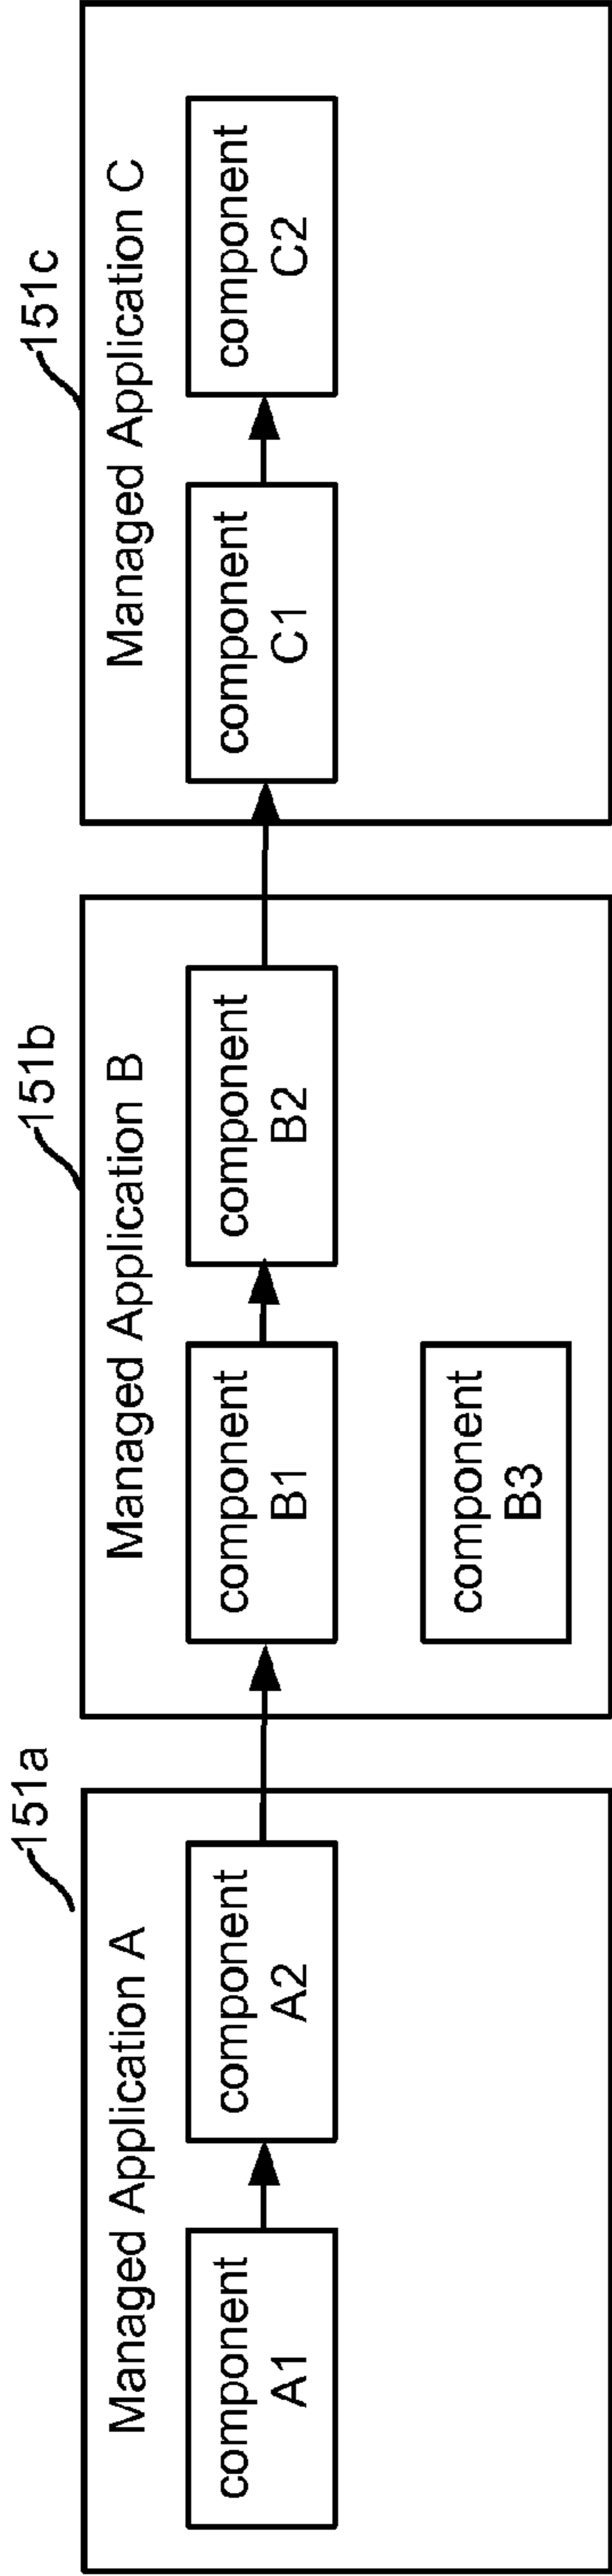 151a
Managed Application A
component
A1
component
A2
151b
Managed Application B
component
B1
component
B2
component
B3
151c
Managed Application C
component
C1
component
C2